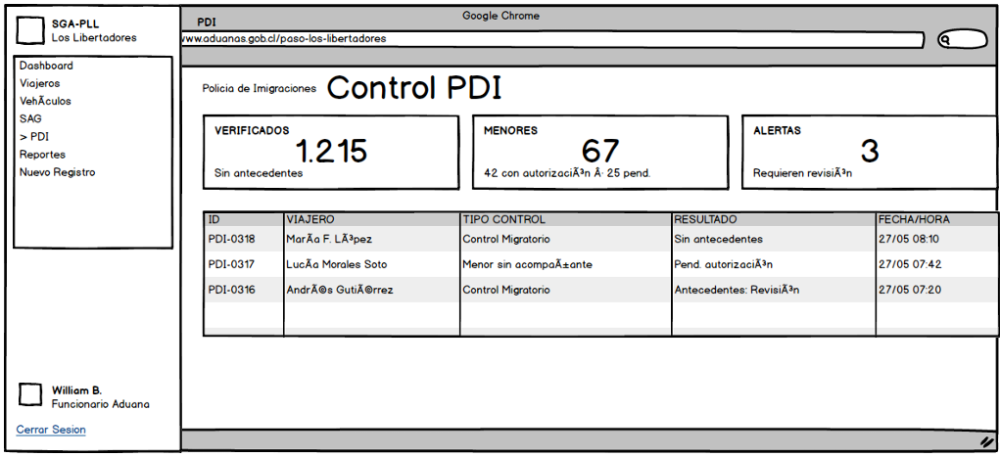 SGA-PLL
Los Libertadores
Dashboard
Viajeros
VehÃculos
SAG
> PDI
Reportes
Nuevo Registro
William B.
Funcionario Aduana
Cerrar Sesion
Google Chrome
PDI
www.aduanas.gob.cl/paso-los-libertadores
Policia de Imigraciones Control PDI
VERIFICADOS
1.215
Sin antecedentes
MENORES
67
42 con autorizaciÃ³n Â· 25 pend.
ALERTAS
3
Requieren revisiÃ³n
ID VIAJERO TIPO CONTROL RESULTADO FECHA/HORA
PDI-0318 MarÃa F. LÃ³pez Control Migratorio Sin antecedentes 27/05 08:10
PDI-0317 LucÃa Morales Soto Menor sin acompaÃ±ante Pend. autorizaciÃ³n 27/05 07:42
PDI-0316 AndrÃ©s GutiÃ©rrez Control Migratorio Antecedentes: RevisiÃ³n 27/05 07:20